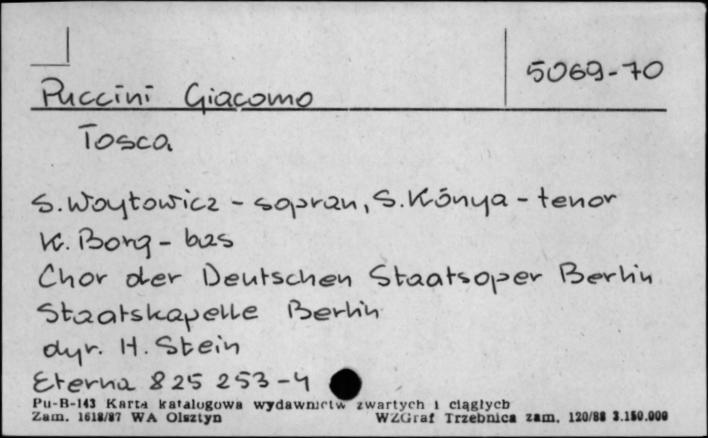 5069-70
Puccini Giacomo
Tosca
S. Woytowicz - sopran, S. Kónya - tenor
K. Borg - bas
Chor der Deutschen Staatsoper Berlin
Staatskapelle Berlin
dyr. H. Stein
Eterna 825 253-4
Pu-B-143 Karta katalogowa wydawnictw zwartych i ciągłych
Zam. 1618/87 WA Olsztyn WZGraf Trzebnica zam. 120/88 3.150.000